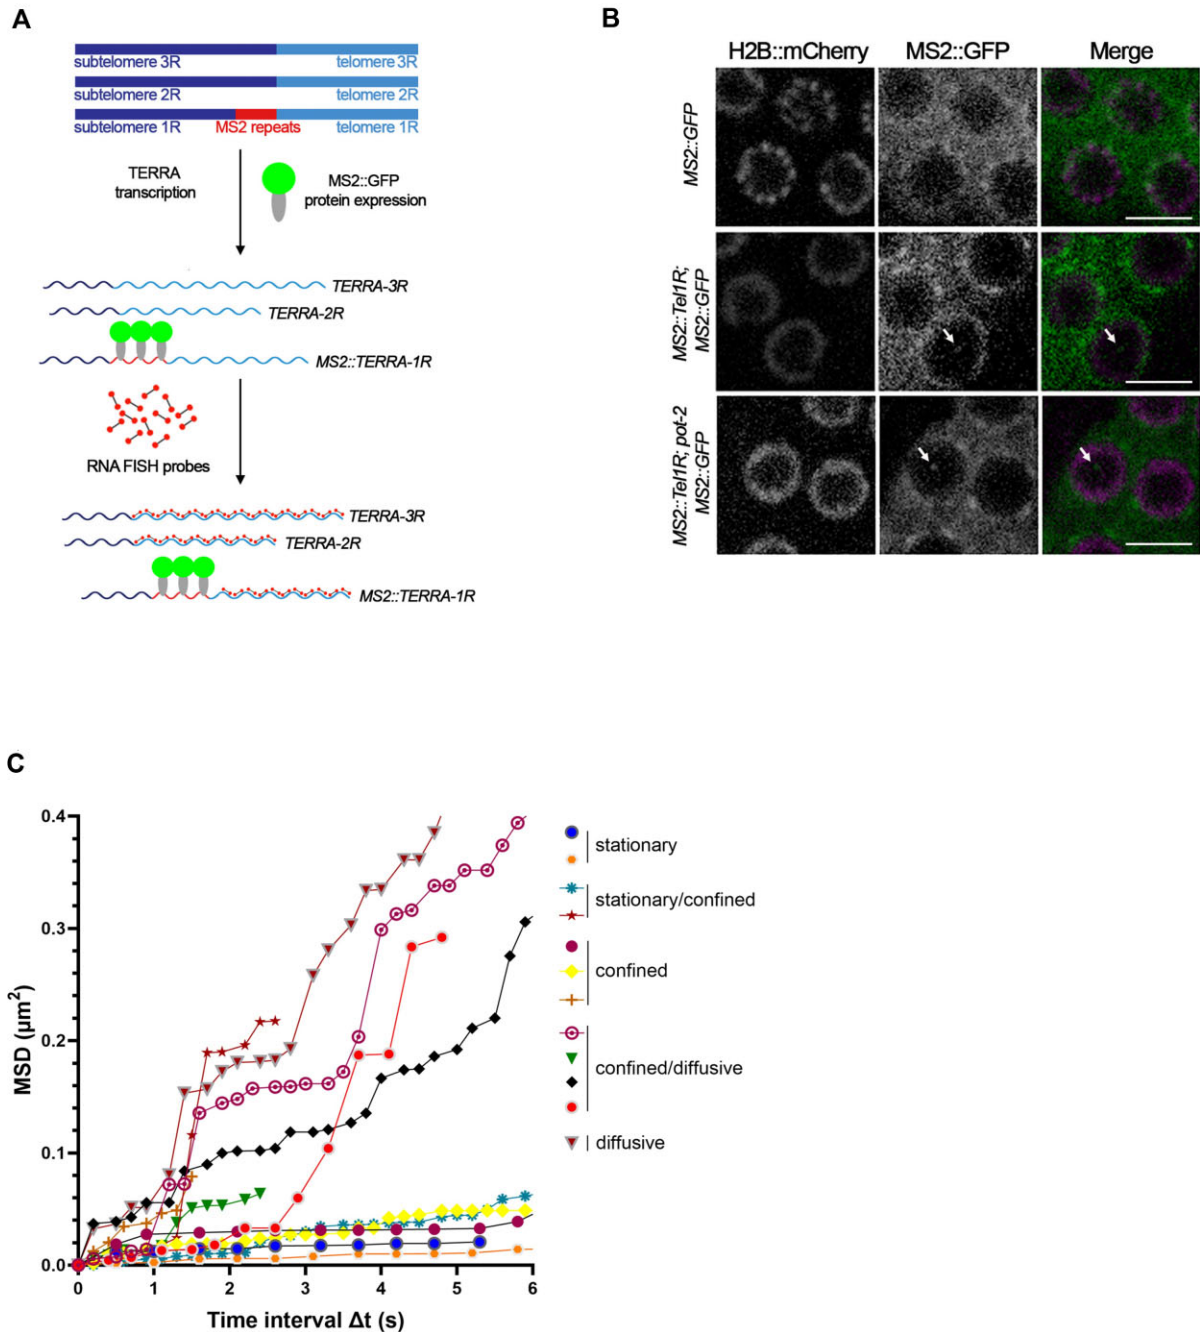 A
subtelomere 3R telomere 3R
subtelomere 2R telomere 2R
subtelomere 1R MS2 repeats telomere 1R
TERRA
transcription
MS2::GFP
protein expression
TERRA-3R
TERRA-2R
MS2::TERRA-1R
RNA FISH probes
TERRA-3R
TERRA-2R
MS2::TERRA-1R
B
H2B::mCherry MS2::GFP Merge
MS2::GFP
MS2::Tel1R;
MS2::GFP
MS2::Tel1R; pot-2
MS2::GFP
C
MSD (µm²)
0.4
0.3
0.2
0.1
0.0
0 1 2 3 4 5 6
Time interval Δt (s)
stationary
stationary/confined
confined
confined/diffusive
diffusive